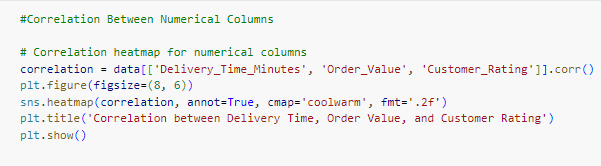 #Correlation Between Numerical Columns
# Correlation heatmap for numerical columns
correlation = data[['Delivery_Time_Minutes', 'Order_Value', 'Customer_Rating']].corr()
plt.figure(figsize=(8, 6))
sns.heatmap(correlation, annot=True, cmap='coolwarm', fmt='.2f')
plt.title('Correlation between Delivery Time, Order Value, and Customer Rating')
plt.show()